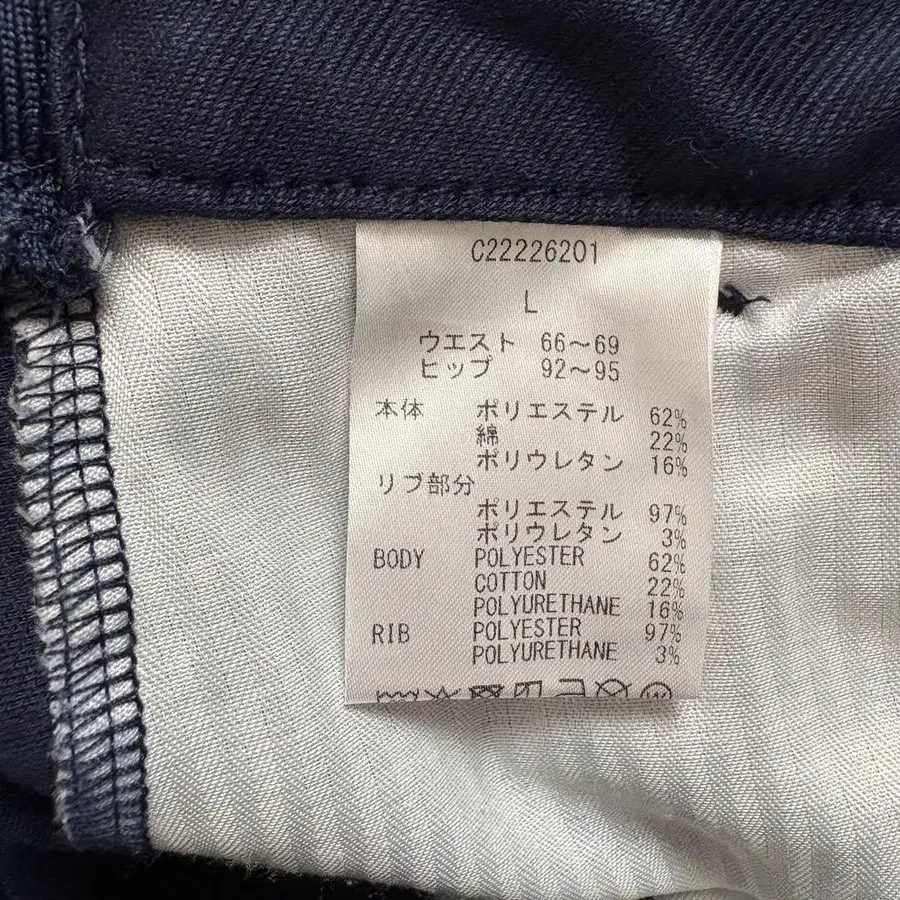 C22226201
L
ウエスト 66～69
ヒップ 92～95
本体 ポリエステル 62%
綿 22%
ポリウレタン 16%
リブ部分
ポリエステル 97%
ポリウレタン 3%
BODY POLYESTER 62%
COTTON 22%
POLYURETHANE 16%
RIB POLYESTER 97%
POLYURETHANE 3%